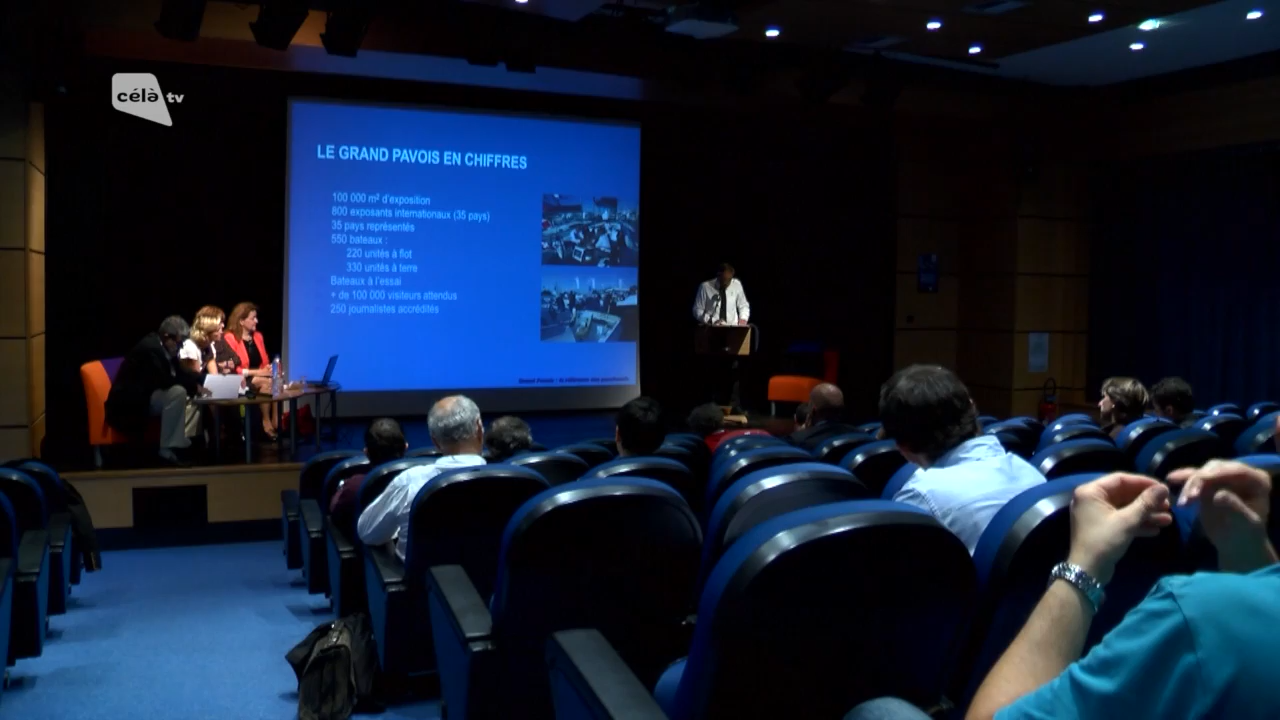 célà tv
LE GRAND PAVOIS EN CHIFFRES
100 000 m² d'exposition
800 exposants internationaux (35 pays)
35 pays représentés
550 bateaux :
220 unités à flot
330 unités à terre
Bateaux à l'essai
+ de 100 000 visiteurs attendus
250 journalistes accrédités